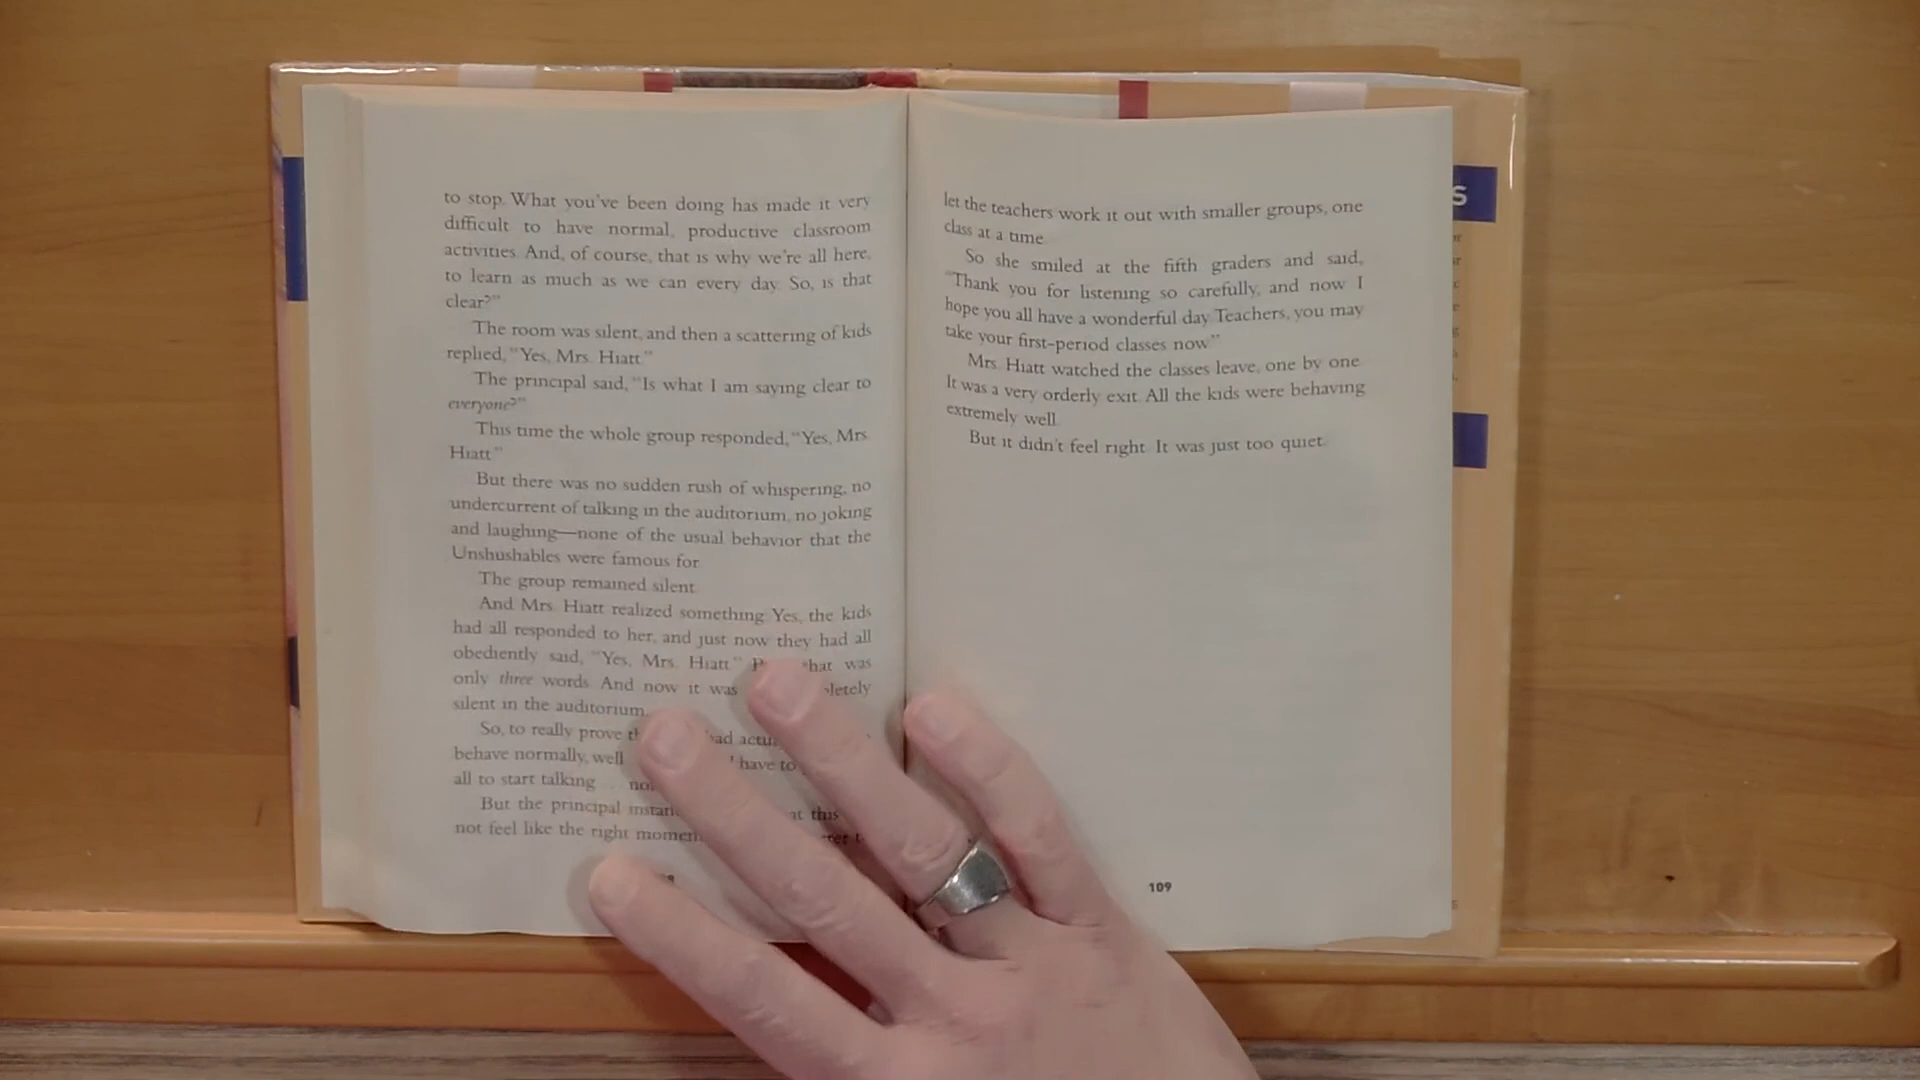 to stop. What you've been doing has made it very
difficult to have normal, productive classroom
activities. And, of course, that is why we're all here,
to learn as much as we can every day. So, is that
clear?"
The room was silent, and then a scattering of kids
replied, "Yes, Mrs. Hiatt."
The principal said, "Is what I am saying clear to
everyone?"
This time the whole group responded, "Yes, Mrs.
Hiatt."
But there was no sudden rush of whispering, no
undercurrent of talking in the auditorium, no joking
and laughing—none of the usual behavior that the
Unshushables were famous for.
The group remained silent.
And Mrs. Hiatt realized something. Yes, the kids
had all responded to her, and just now they had all
obediently said, "Yes, Mrs. Hiatt." that was
only three words. And now it was
silent in the auditorium.
So, to really prove
behave normally, well have to
all to start talking
But the principal this
not feel like the right
let the teachers work it out with smaller groups, one
class at a time.
So she smiled at the fifth graders and said,
"Thank you for listening so carefully, and now I
hope you all have a wonderful day. Teachers, you may
take your first-period classes now."
Mrs. Hiatt watched the classes leave, one by one.
It was a very orderly exit. All the kids were behaving
extremely well.
But it didn't feel right. It was just too quiet.
109
S